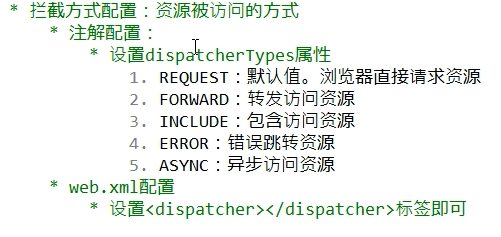 * 拦截方式配置：资源被访问的方式
* 注解配置：
* 设置dispatcherTypes属性
1. REQUEST：默认值。浏览器直接请求资源
2. FORWARD：转发访问资源
3. INCLUDE：包含访问资源
4. ERROR：错误跳转资源
5. ASYNC：异步访问资源
* web.xml配置
* 设置<dispatcher></dispatcher>标签即可